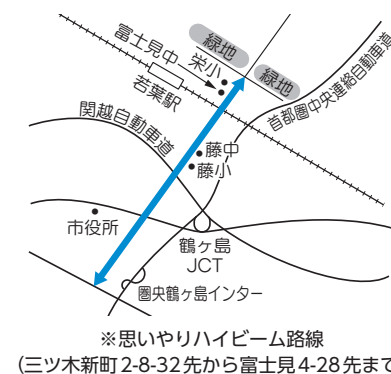 富士見中
緑地
栄小
緑地
若葉駅
首都圏中央連絡自動車道
関越自動車道
藤中
藤小
市役所
鶴ヶ島
JCT
圏央鶴ヶ島インター
※思いやりハイビーム路線
(三ツ木新町2-8-32先から富士見4-28先まで